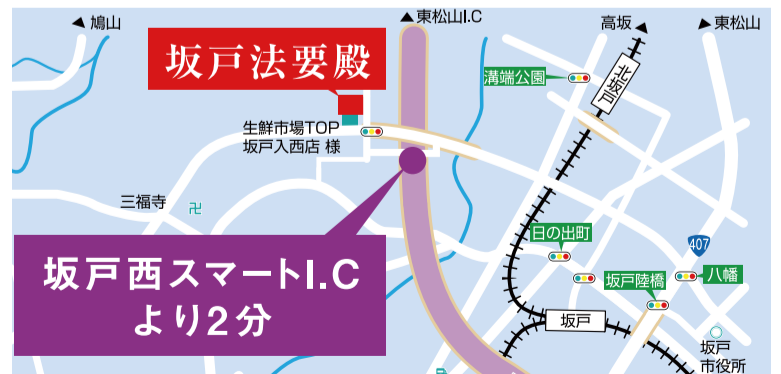 鳩山
東松山I.C
高坂
東松山
坂戸法要殿
北坂戸
溝端公園
生鮮市場TOP
坂戸入西店 様
三福寺
卍
日の出町
407
坂戸西スマートI.C
より2分
坂戸陸橋
八幡
坂戸
坂戸
市役所